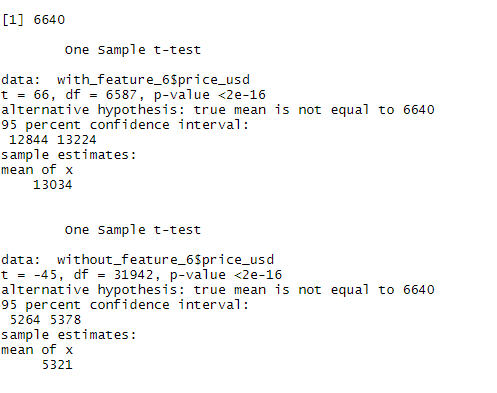 [1] 6640
One Sample t-test
data: with_feature_6$price_usd
t = 66, df = 6587, p-value <2e-16
alternative hypothesis: true mean is not equal to 6640
95 percent confidence interval:
12844 13224
sample estimates:
mean of x
13034
One Sample t-test
data: without_feature_6$price_usd
t = -45, df = 31942, p-value <2e-16
alternative hypothesis: true mean is not equal to 6640
95 percent confidence interval:
5264 5378
sample estimates:
mean of x
5321